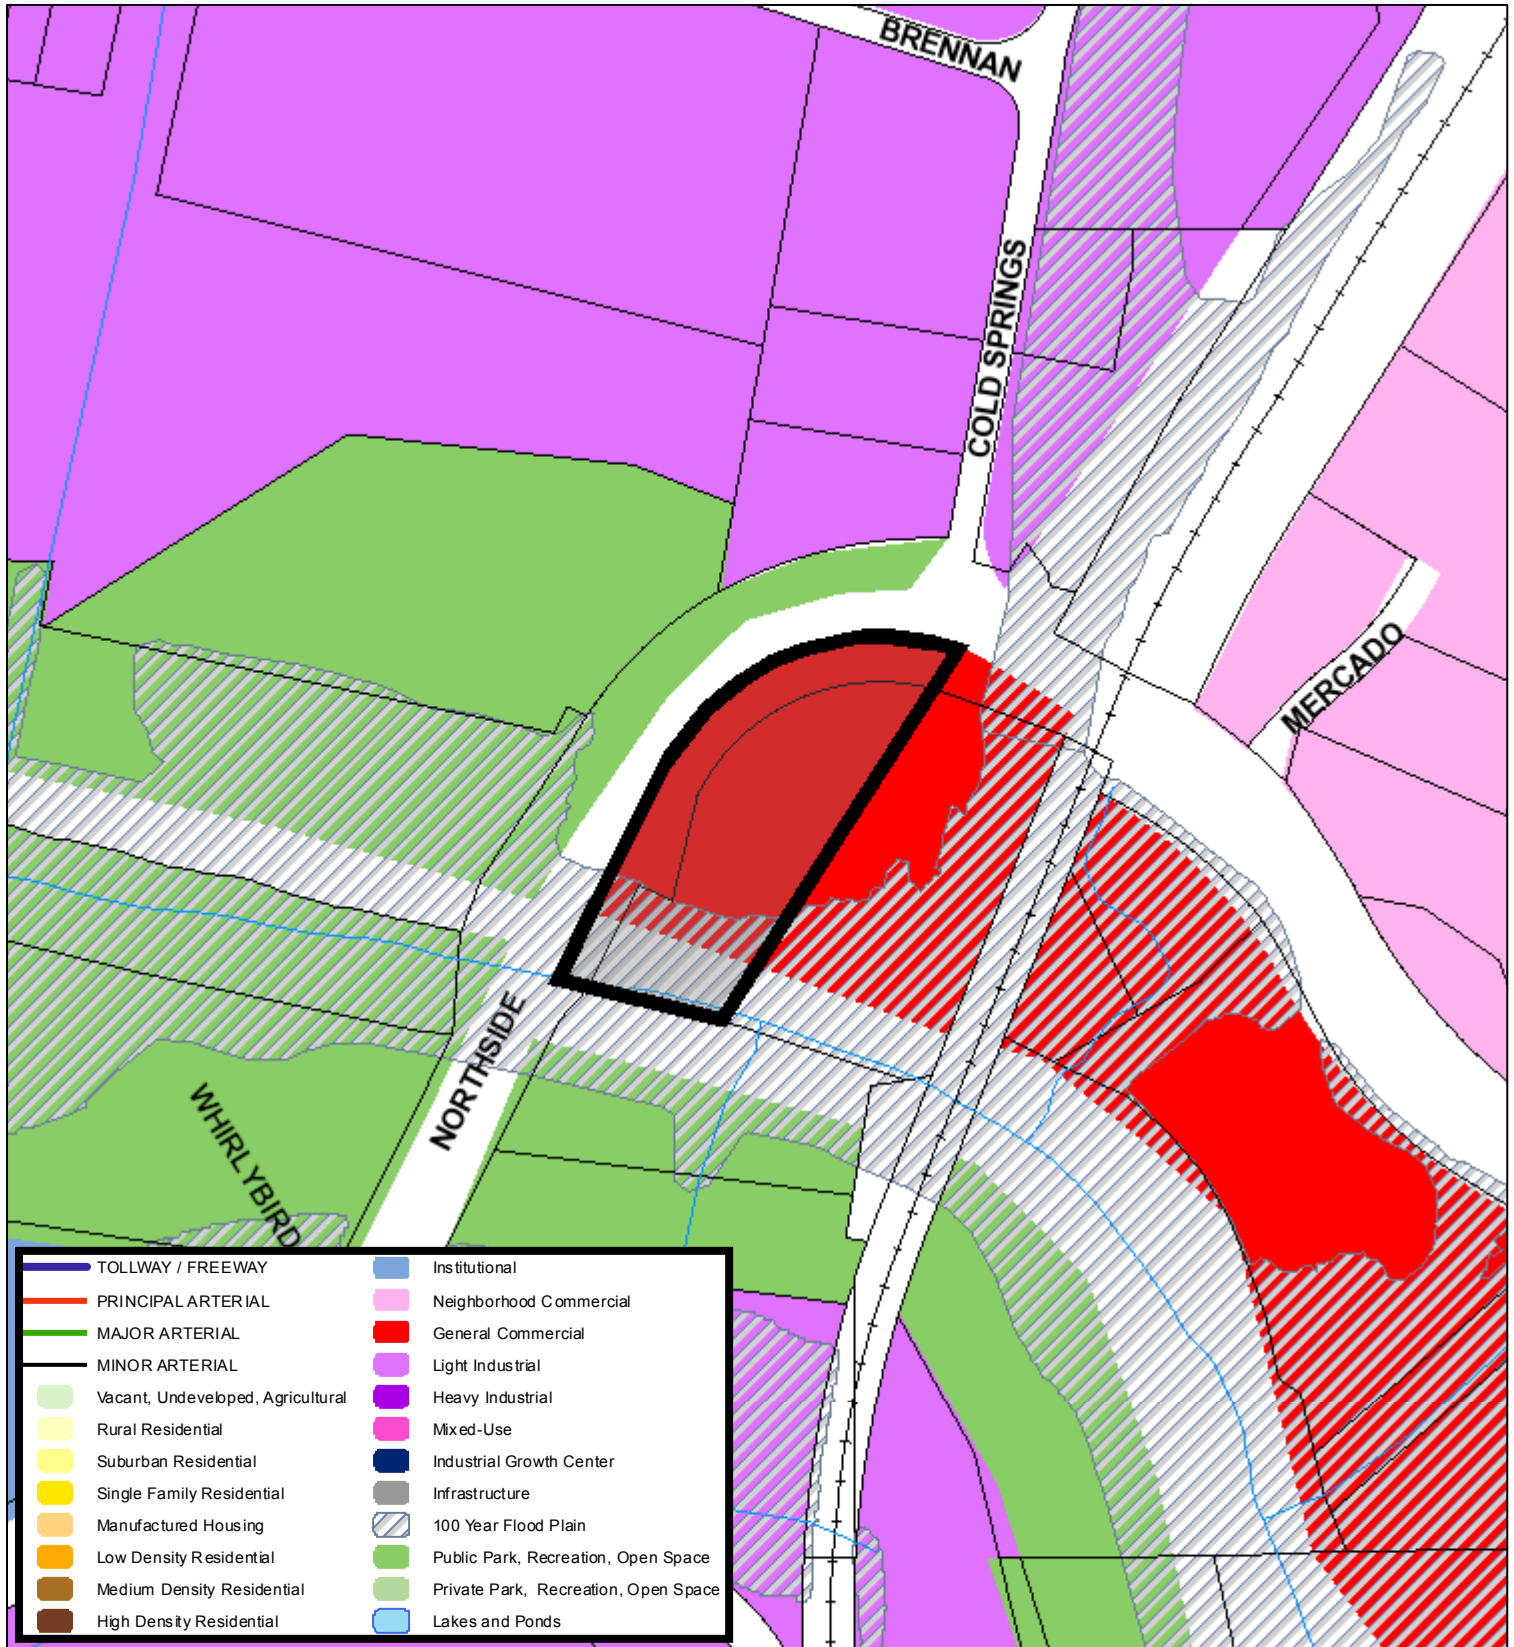 BRENNAN
COLD SPRINGS
MERCADO
NORTHSIDE
WHIRLYBIRD
TOLLWAY / FREEWAY
PRINCIPAL ARTERIAL
MAJOR ARTERIAL
MINOR ARTERIAL
Vacant, Undeveloped, Agricultural
Rural Residential
Suburban Residential
Single Family Residential
Manufactured Housing
Low Density Residential
Medium Density Residential
High Density Residential
Institutional
Neighborhood Commercial
General Commercial
Light Industrial
Heavy Industrial
Mixed-Use
Industrial Growth Center
Infrastructure
100 Year Flood Plain
Public Park, Recreation, Open Space
Private Park, Recreation, Open Space
Lakes and Ponds